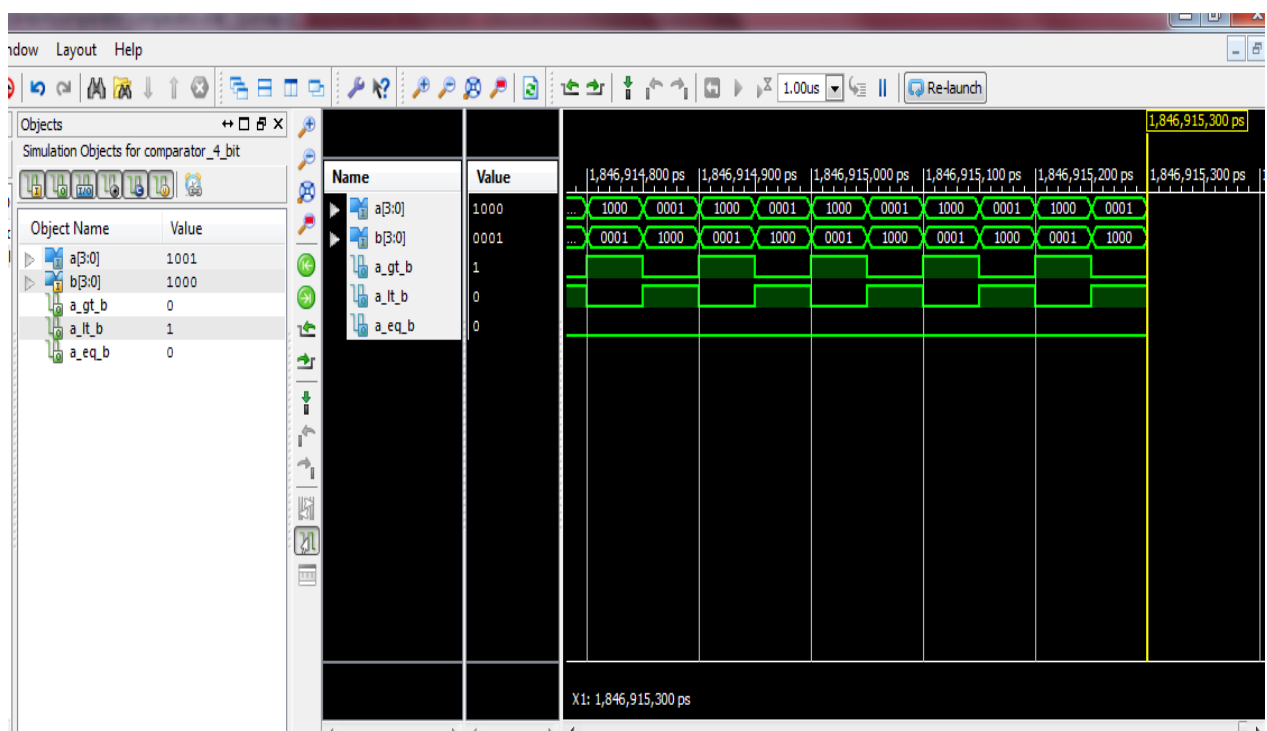 ndow Layout Help
1.00us Re-launch
Objects
Simulation Objects for comparator_4_bit
Object Name Value
a[3:0] 1001
b[3:0] 1000
a_gt_b 0
a_lt_b 1
a_eq_b 0
1,846,915,300 ps
Name Value
1,846,914,800 ps 1,846,914,900 ps 1,846,915,000 ps 1,846,915,100 ps 1,846,915,200 ps 1,846,915,300 ps
a[3:0] 1000 ... 1000 0001 1000 0001 1000 0001 1000 0001 1000 0001
b[3:0] 0001 ... 0001 1000 0001 1000 0001 1000 0001 1000 0001 1000
a_gt_b 1
a_lt_b 0
a_eq_b 0
X1: 1,846,915,300 ps